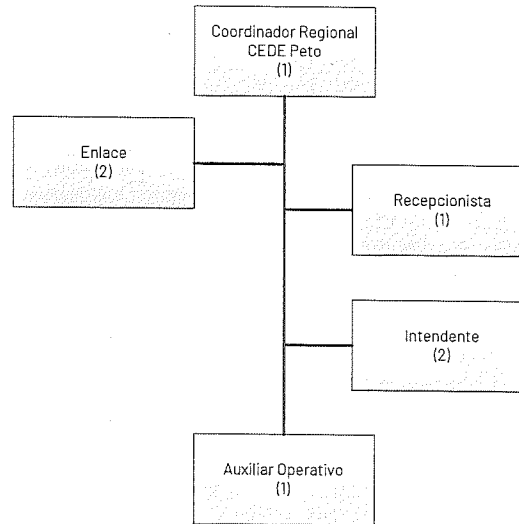 Coordinador Regional
CEDE Peto
(1)
Enlace
(2)
Recepcionista
(1)
Intendente
(2)
Auxiliar Operativo
(1)